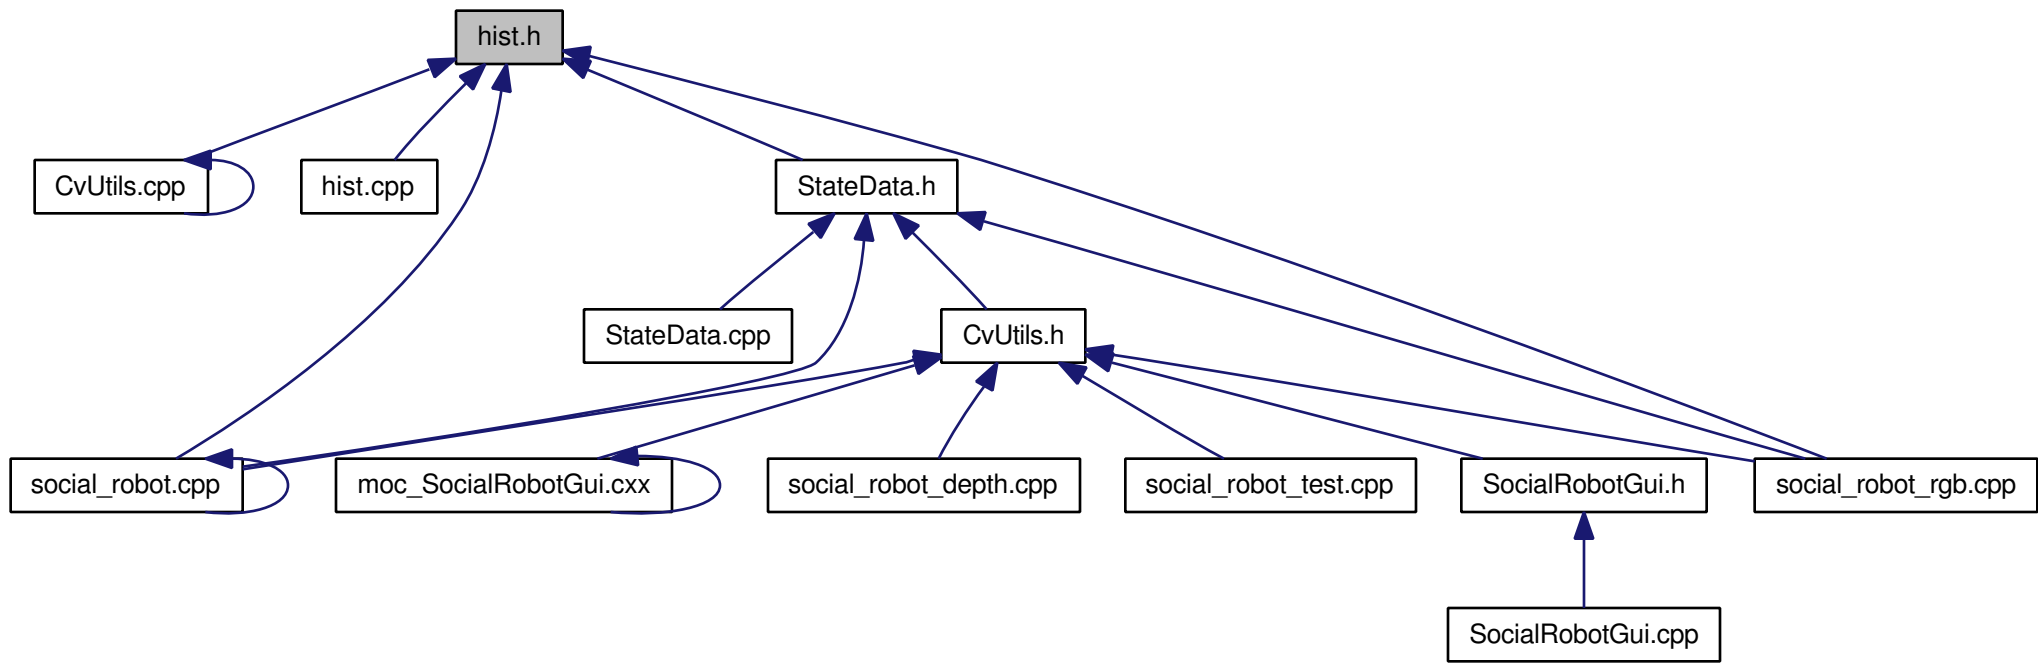 hist.h
CvUtils.cpp
hist.cpp
StateData.h
StateData.cpp
CvUtils.h
social_robot.cpp
moc_SocialRobotGui.cxx
social_robot_depth.cpp
social_robot_test.cpp
SocialRobotGui.h
social_robot_rgb.cpp
SocialRobotGui.cpp